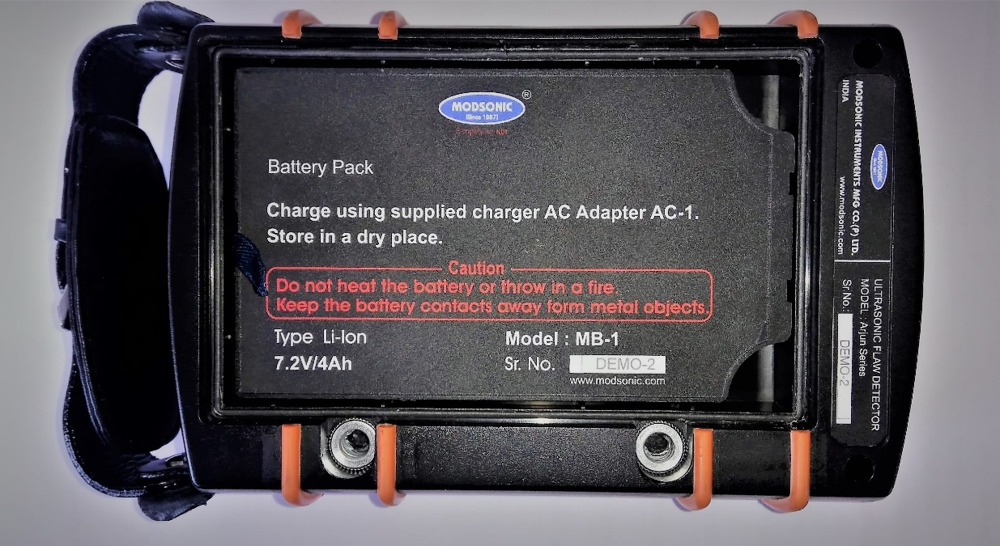 MODSONIC
[Since 1887]
®
Simplifying NDT
Battery Pack
Charge using supplied charger AC Adapter AC-1.
Store in a dry place.
Caution
Do not heat the battery or throw in a fire.
Keep the battery contacts away form metal objects.
Type Li-Ion
7.2V/4Ah
Model : MB-1
Sr. No. DEMO-2
www.modsonic.com
MODSONIC
MODSONIC INSTRUMENTS MFG CO.(P) LTD.
INDIA
www.modsonic.com
ULTRASONIC FLAW DETECTOR
MODEL : Arjun Series
Sr.No.: DEMO-2